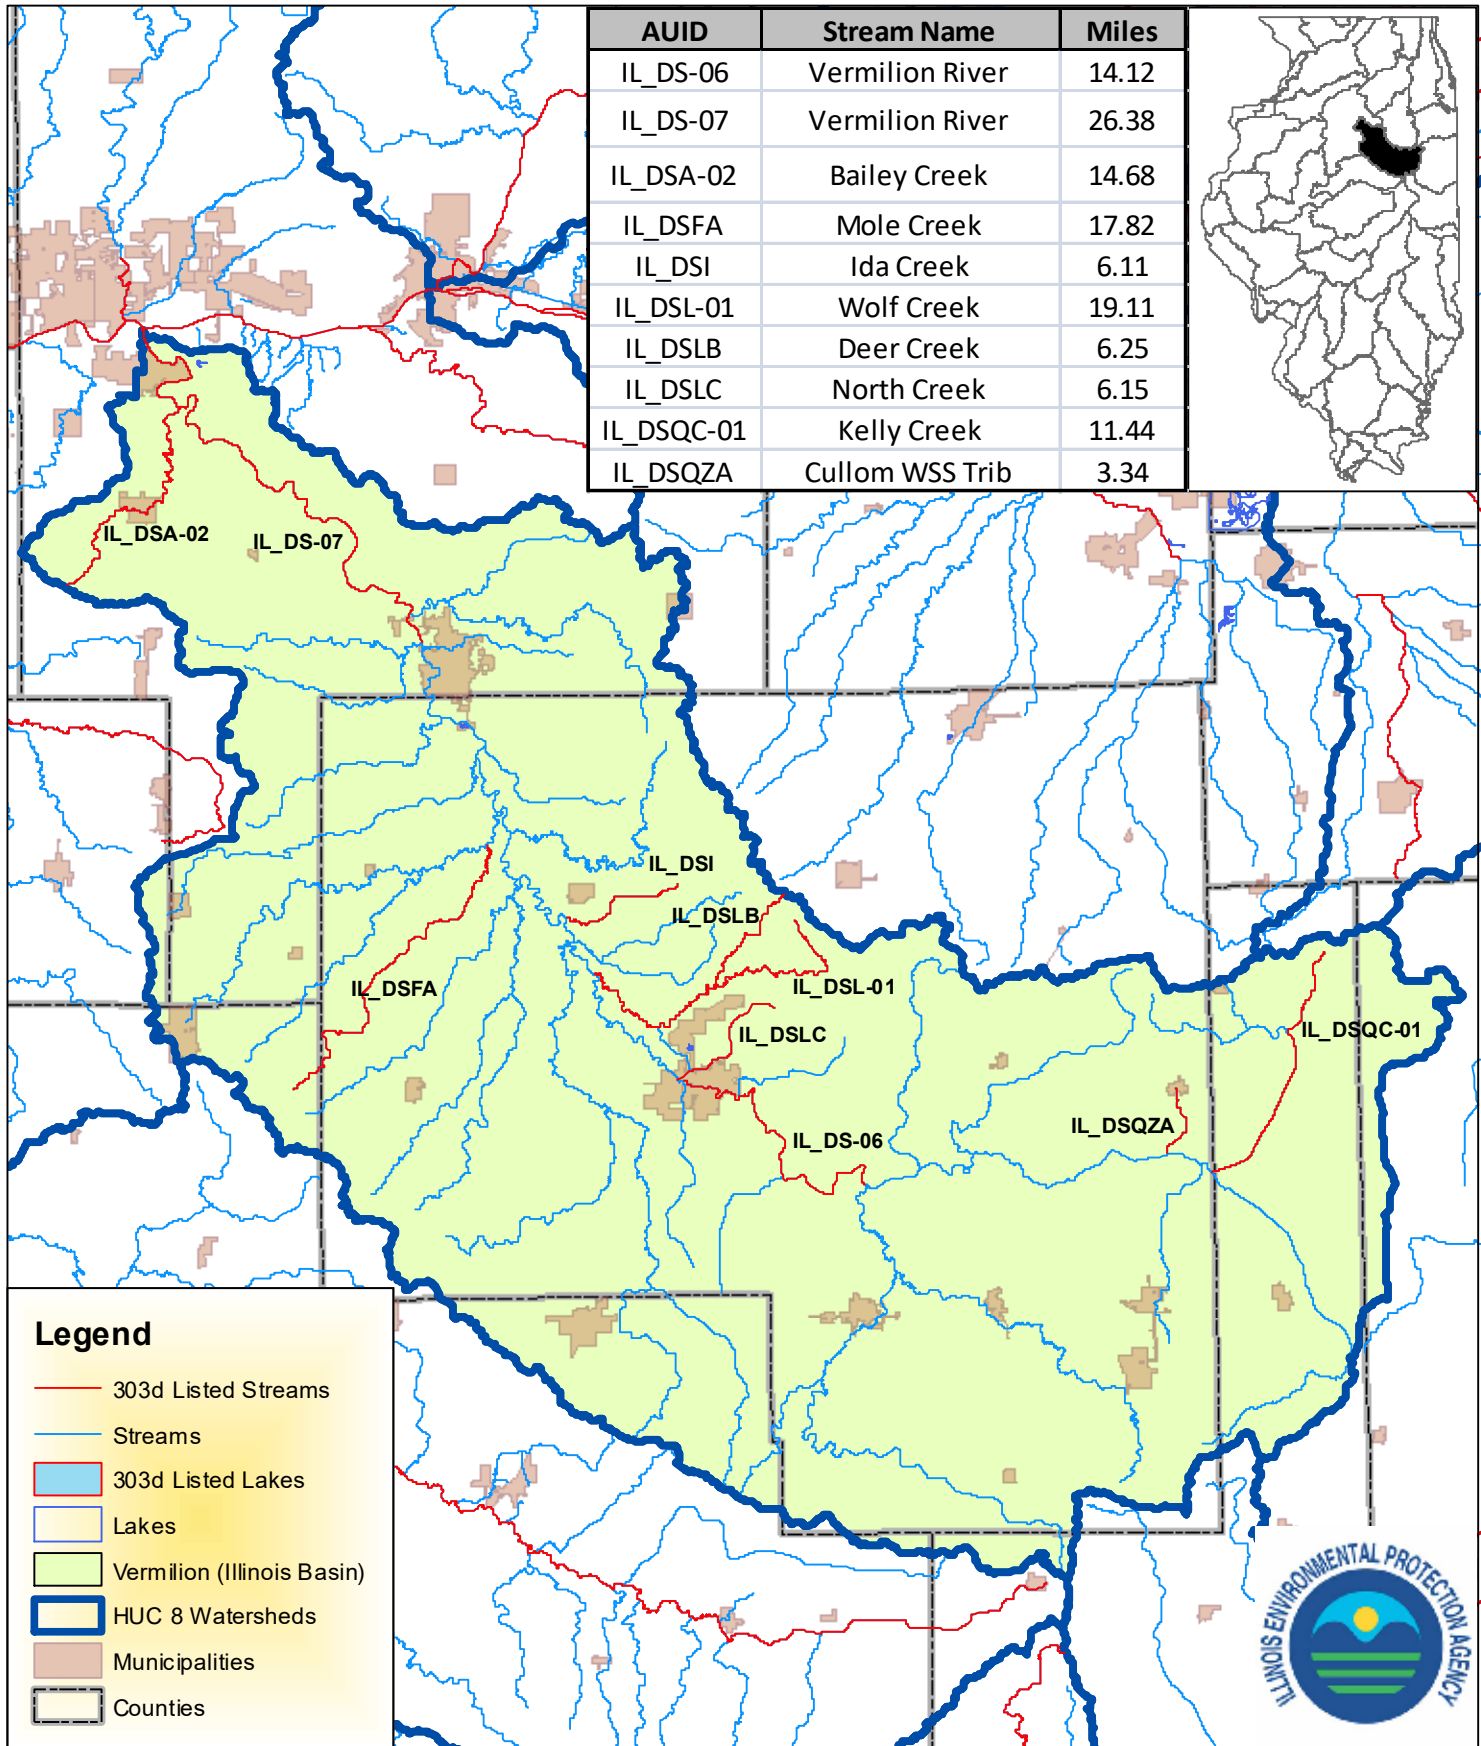 AUID Stream Name Miles
IL_DS-06 Vermilion River 14.12
IL_DS-07 Vermilion River 26.38
IL_DSA-02 Bailey Creek 14.68
IL_DSFA Mole Creek 17.82
IL_DSI Ida Creek 6.11
IL_DSL-01 Wolf Creek 19.11
IL_DSLB Deer Creek 6.25
IL_DSLC North Creek 6.15
IL_DSQC-01 Kelly Creek 11.44
IL_DSQZA Cullom WSS Trib 3.34
IL_DSA-02
IL_DS-07
IL_DSI
IL_DSLB
IL_DSFA
IL_DSL-01
IL_DSLC
IL_DSQC-01
IL_DSQZA
IL_DS-06
Legend
303d Listed Streams
Streams
303d Listed Lakes
Lakes
Vermilion (Illinois Basin)
HUC 8 Watersheds
Municipalities
Counties
ILLINOIS ENVIRONMENTAL PROTECTION AGENCY